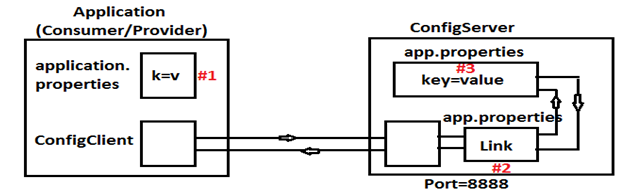 Application
(Consumer/Provider)
application.
properties
k=v
#1
ConfigClient
ConfigServer
app.properties
#3
key=value
app.properties
Link
#2
Port=8888